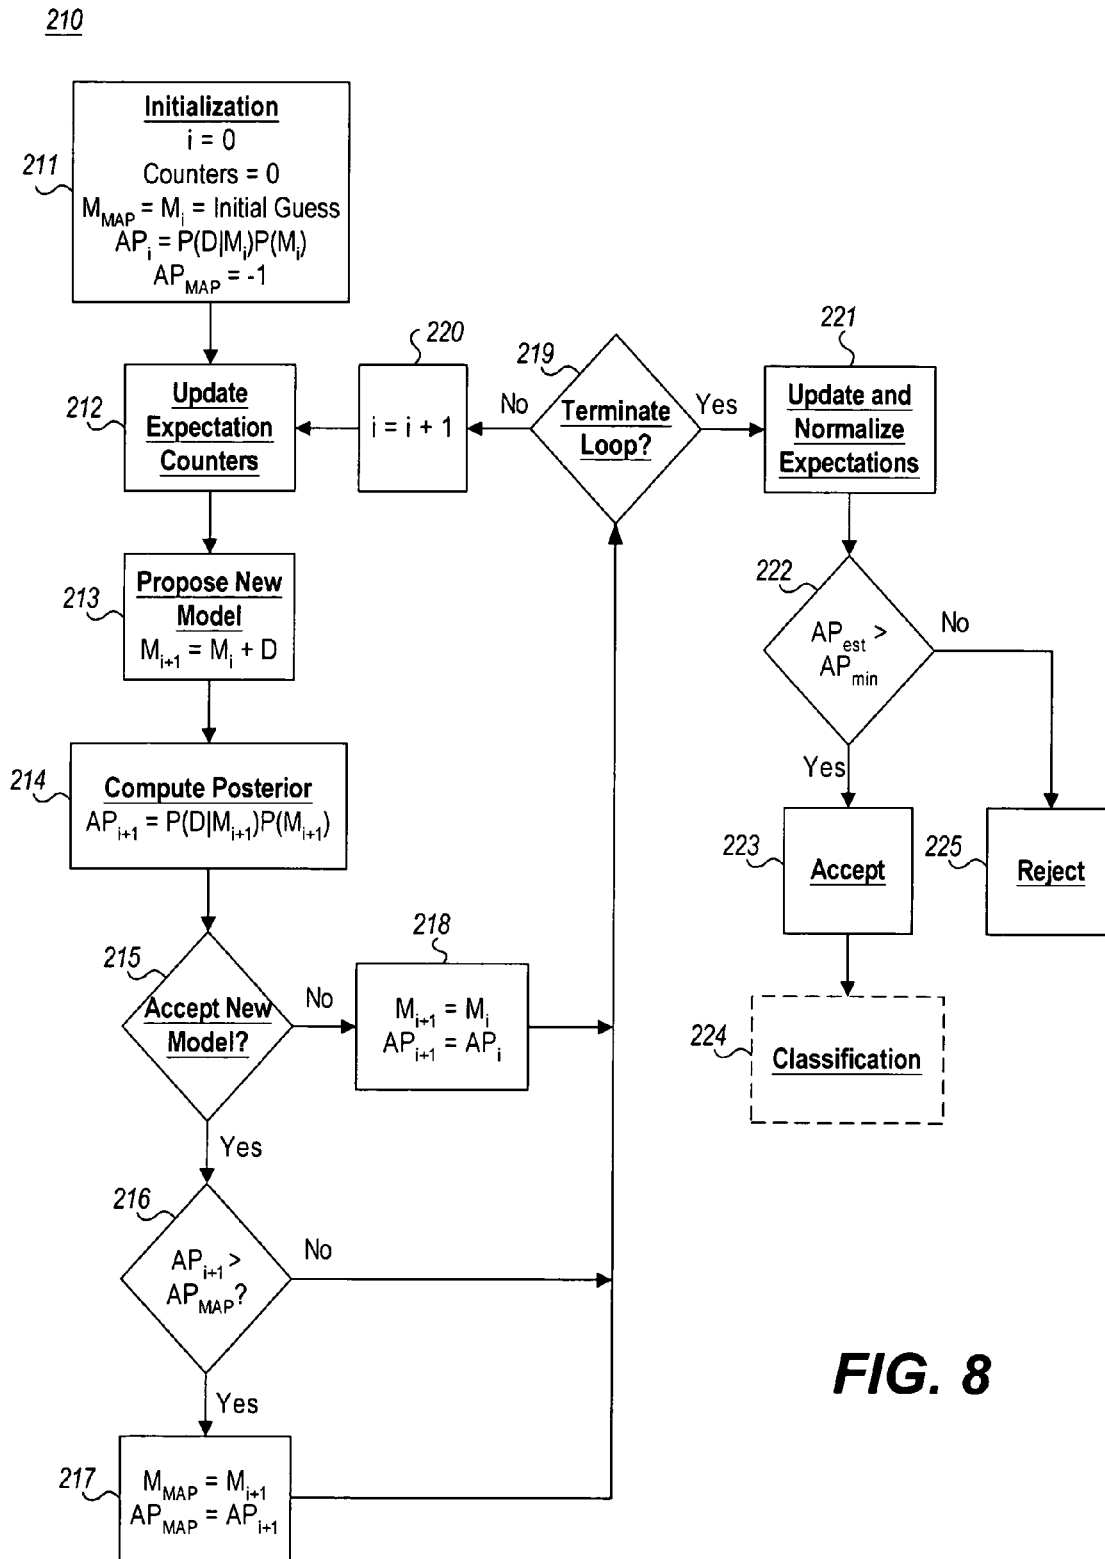 210
211
Initialization
i = 0
Counters = 0
M_MAP = M_i = Initial Guess
AP_i = P(D|M_i)P(M_i)
AP_MAP = -1
212
Update
Expectation
Counters
220
i = i + 1
219
No
Terminate
Loop?
Yes
221
Update and
Normalize
Expectations
213
Propose New
Model
M_i+1 = M_i + D
222
AP_est >
AP_min
No
Yes
214
Compute Posterior
AP_i+1 = P(D|M_i+1)P(M_i+1)
223
Accept
225
Reject
215
Accept New
Model?
No
218
M_i+1 = M_i
AP_i+1 = AP_i
224
Classification
Yes
216
AP_i+1 >
AP_MAP?
No
Yes
217
M_MAP = M_i+1
AP_MAP = AP_i+1
FIG. 8